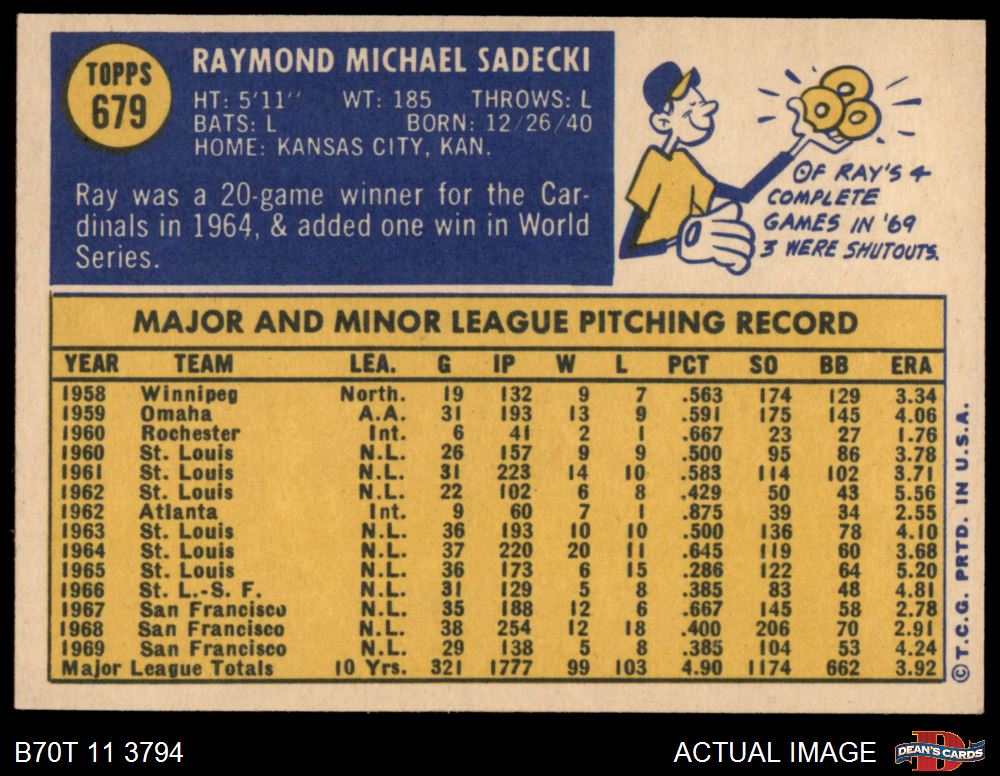 TOPPS
679
RAYMOND MICHAEL SADECKI
HT: 5'11" WT: 185 THROWS: L
BATS: L BORN: 12/26/40
HOME: KANSAS CITY, KAN.
Ray was a 20-game winner for the Car-
dinals in 1964, & added one win in World
Series.
OF RAY'S 4
COMPLETE
GAMES IN '69
3 WERE SHUTOUTS.
MAJOR AND MINOR LEAGUE PITCHING RECORD
YEAR TEAM LEA. G IP W L PCT SO BB ERA
1958 Winnipeg North. 19 132 9 7 .563 174 129 3.34
1959 Omaha A.A. 31 193 13 9 .591 175 145 4.06
1960 Rochester Int. 6 41 2 1 .667 23 27 1.76
1960 St. Louis N.L. 26 157 9 9 .500 95 86 3.78
1961 St. Louis N.L. 31 223 14 10 .583 114 102 3.71
1962 St. Louis N.L. 22 102 6 8 .429 50 43 5.56
1962 Atlanta Int. 9 60 7 1 .875 39 34 2.55
1963 St. Louis N.L. 36 193 10 10 .500 136 78 4.10
1964 St. Louis N.L. 37 220 20 11 .645 119 60 3.68
1965 St. Louis N.L. 36 173 6 15 .286 122 64 5.20
1966 St. L.-S. F. N.L. 31 129 5 8 .385 83 48 4.81
1967 San Francisco N.L. 35 188 12 6 .667 145 58 2.78
1968 San Francisco N.L. 38 254 12 18 .400 206 70 2.91
1969 San Francisco N.L. 29 138 5 8 .385 104 53 4.24
Major League Totals 10 Yrs. 321 1777 99 103 4.90 1174 662 3.92
© T.C.G. PRTD. IN U.S.A.
B70T 11 3794
ACTUAL IMAGE
D
DEAN'S CARDS